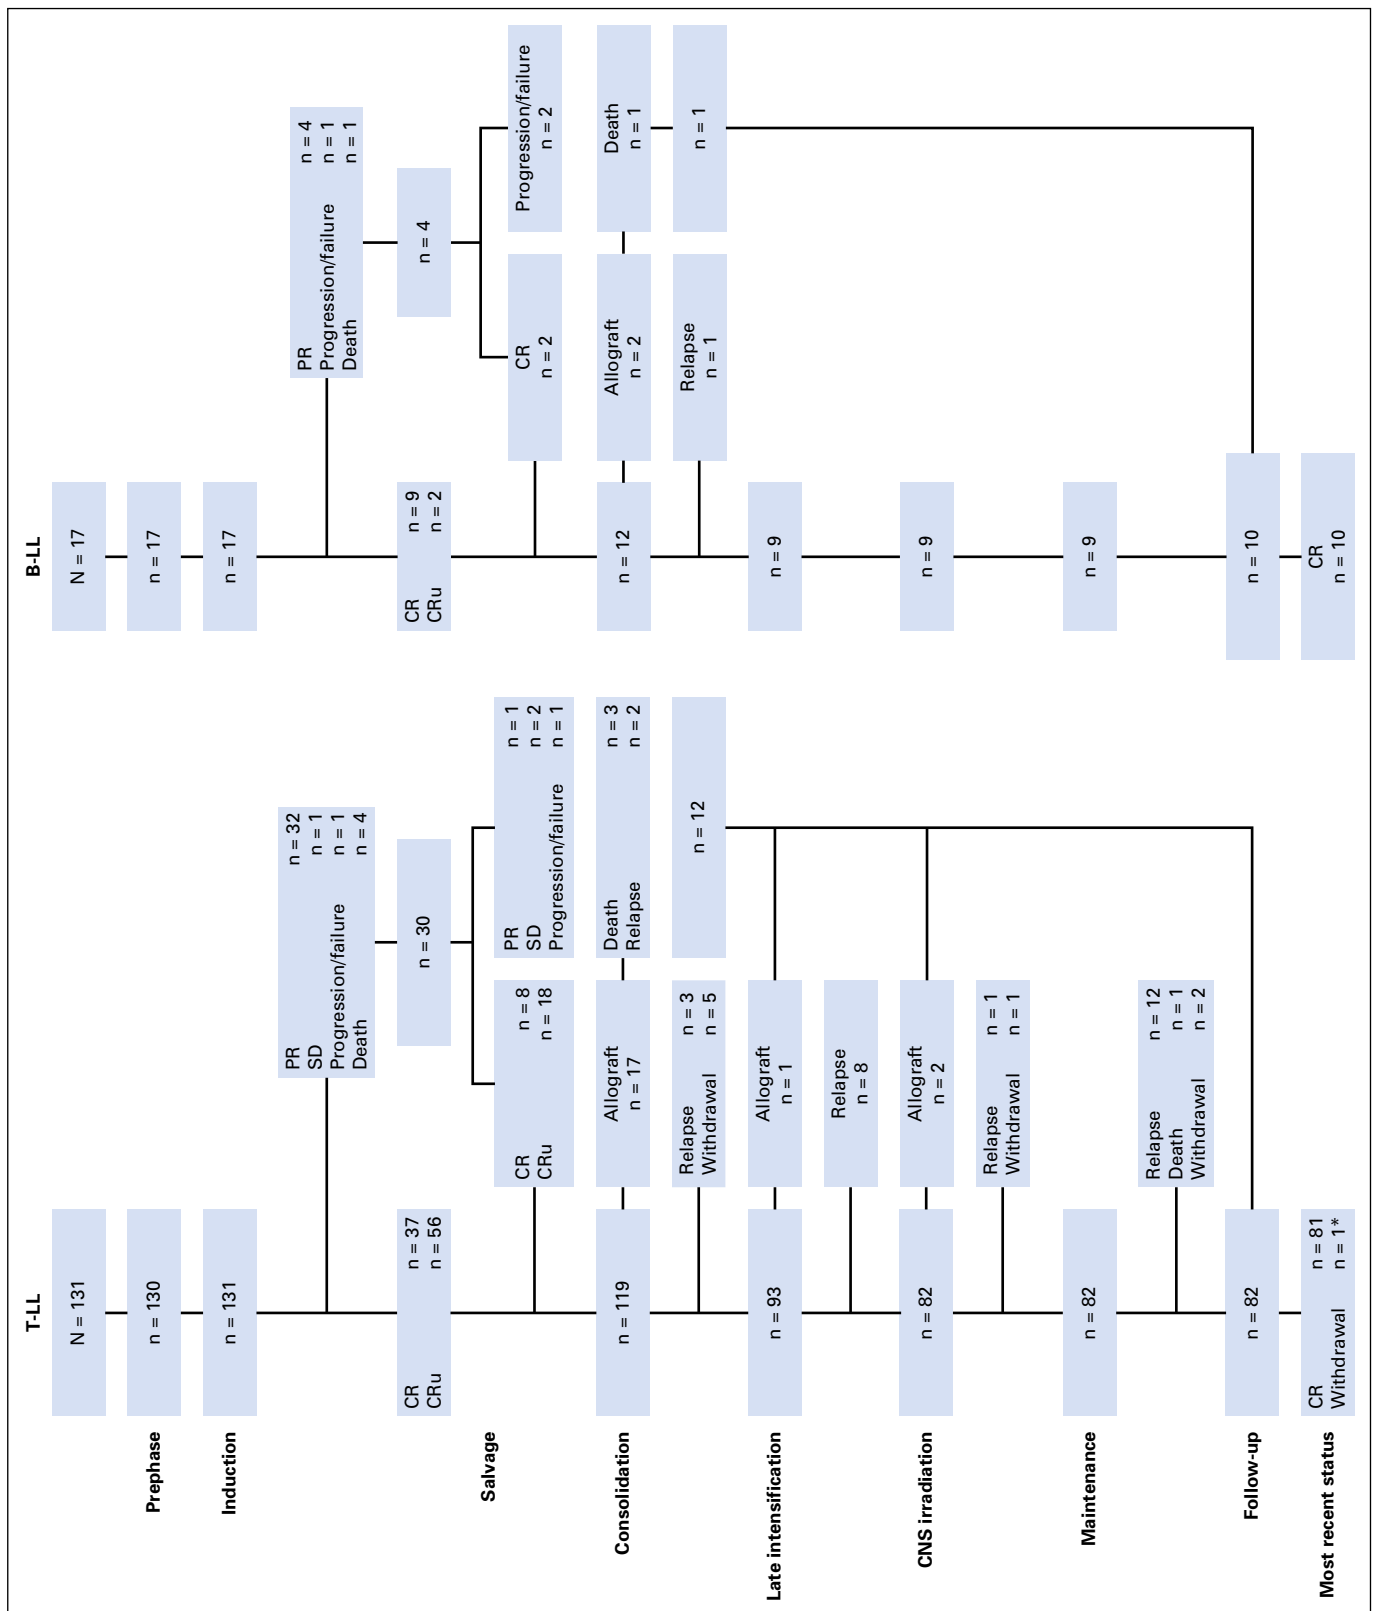 T-LL
B-LL
N = 131
N = 17
Prephase
n = 130
n = 17
Induction
n = 131
n = 17
PR n = 32
SD n = 1
Progression/failure n = 1
Death n = 4
PR n = 4
Progression/failure n = 1
Death n = 1
CR n = 37
CRu n = 56
n = 30
CR n = 9
CRu n = 2
n = 4
Salvage
CR n = 8
CRu n = 18
PR n = 1
SD n = 2
Progression/failure n = 1
CR
n = 2
Progression/failure
n = 2
Consolidation
n = 119
Allograft
n = 17
Death n = 3
Relapse n = 2
n = 12
Allograft
n = 2
Death
n = 1
Relapse n = 3
Withdrawal n = 5
n = 12
Relapse
n = 1
n = 1
Late intensification
n = 93
Allograft
n = 1
n = 9
Relapse
n = 8
CNS irradiation
n = 82
Allograft
n = 2
n = 9
Relapse n = 1
Withdrawal n = 1
Maintenance
n = 82
n = 9
Relapse n = 12
Death n = 1
Withdrawal n = 2
Follow-up
n = 82
n = 10
Most recent status
CR n = 81
Withdrawal n = 1*
CR
n = 10